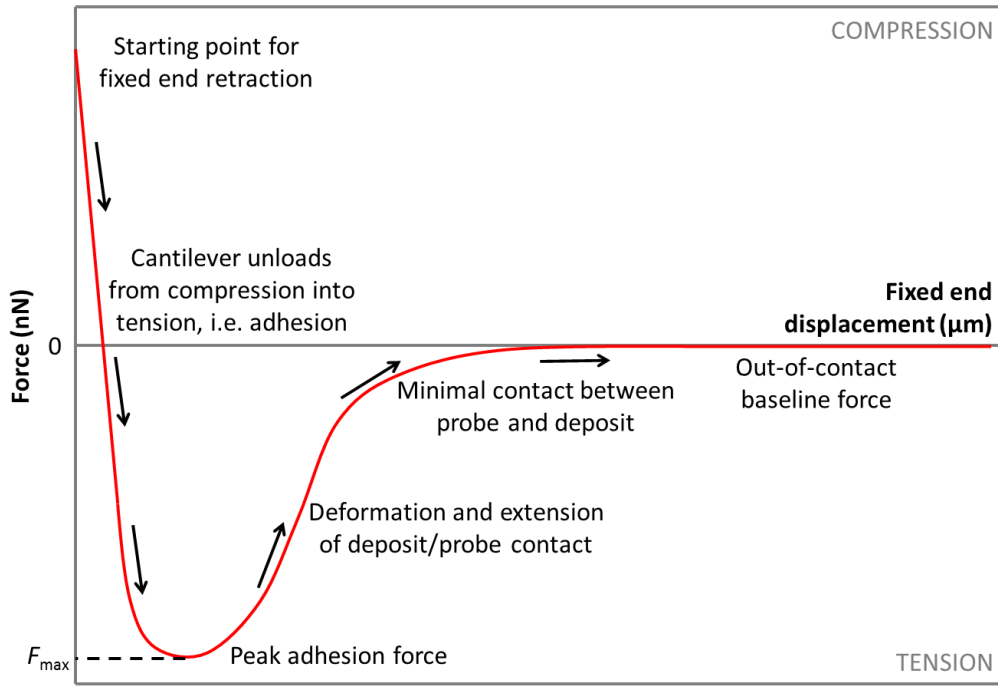 COMPRESSION
Starting point for
fixed end retraction
Cantilever unloads
from compression into
tension, i.e. adhesion
Fixed end
displacement (µm)
Force (nN)
0
Out-of-contact
baseline force
Minimal contact between
probe and deposit
Deformation and extension
of deposit/probe contact
Fmax
Peak adhesion force
TENSION